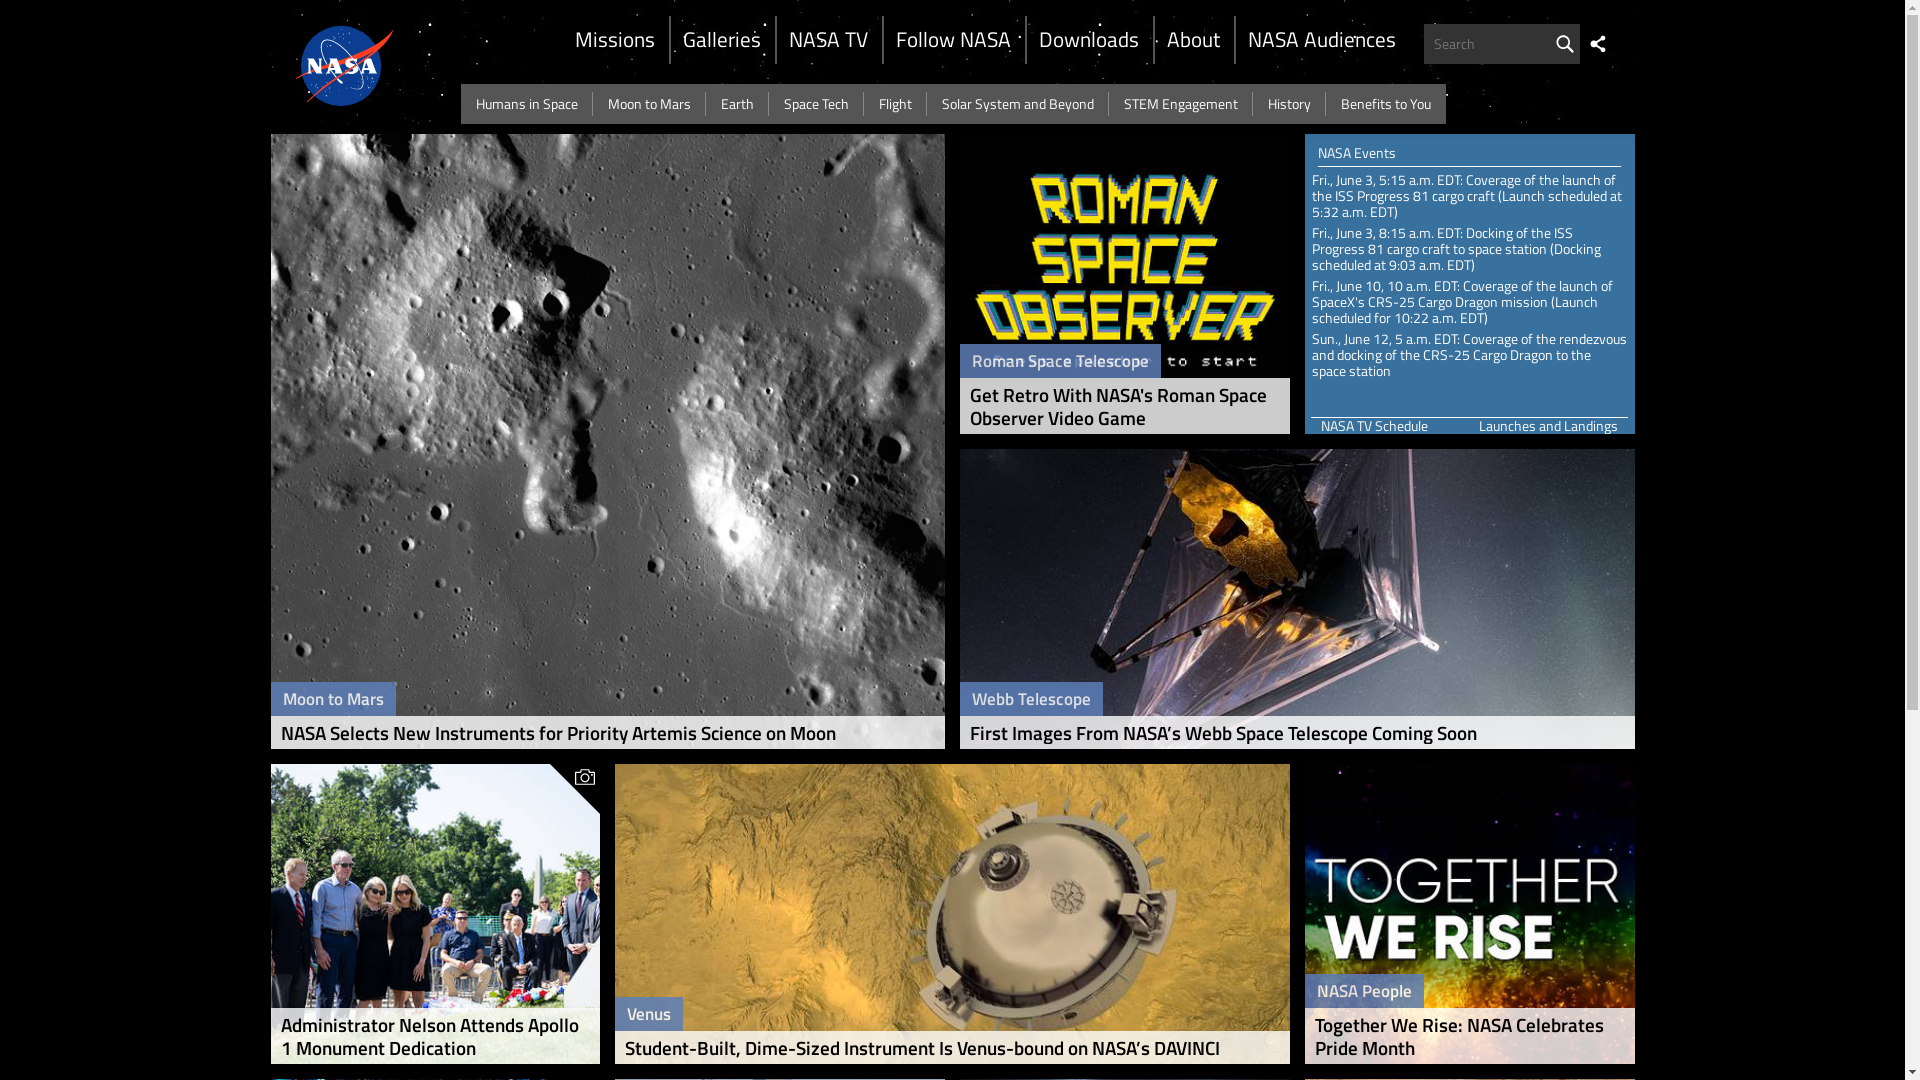 NASA
Missions
Galleries
NASA TV
Follow NASA
Downloads
About
NASA Audiences
Search
Humans in Space
Moon to Mars
Earth
Space Tech
Flight
Solar System and Beyond
STEM Engagement
History
Benefits to You
Moon to Mars
NASA Selects New Instruments for Priority Artemis Science on Moon
ROMAN
SPACE
OBSERVER
to start
Roman Space Telescope
Get Retro With NASA's Roman Space
Observer Video Game
NASA Events
Fri., June 3, 5:15 a.m. EDT: Coverage of the launch of
the ISS Progress 81 cargo craft (Launch scheduled at
5:32 a.m. EDT)
Fri., June 3, 8:15 a.m. EDT: Docking of the ISS
Progress 81 cargo craft to space station (Docking
scheduled at 9:03 a.m. EDT)
Fri., June 10, 10 a.m. EDT: Coverage of the launch of
SpaceX's CRS-25 Cargo Dragon mission (Launch
scheduled for 10:22 a.m. EDT)
Sun., June 12, 5 a.m. EDT: Coverage of the rendezvous
and docking of the CRS-25 Cargo Dragon to the
space station
NASA TV Schedule
Launches and Landings
Webb Telescope
First Images From NASA’s Webb Space Telescope Coming Soon
Administrator Nelson Attends Apollo
1 Monument Dedication
Venus
Student-Built, Dime-Sized Instrument Is Venus-bound on NASA’s DAVINCI
TOGETHER
WE RISE
NASA People
Together We Rise: NASA Celebrates
Pride Month